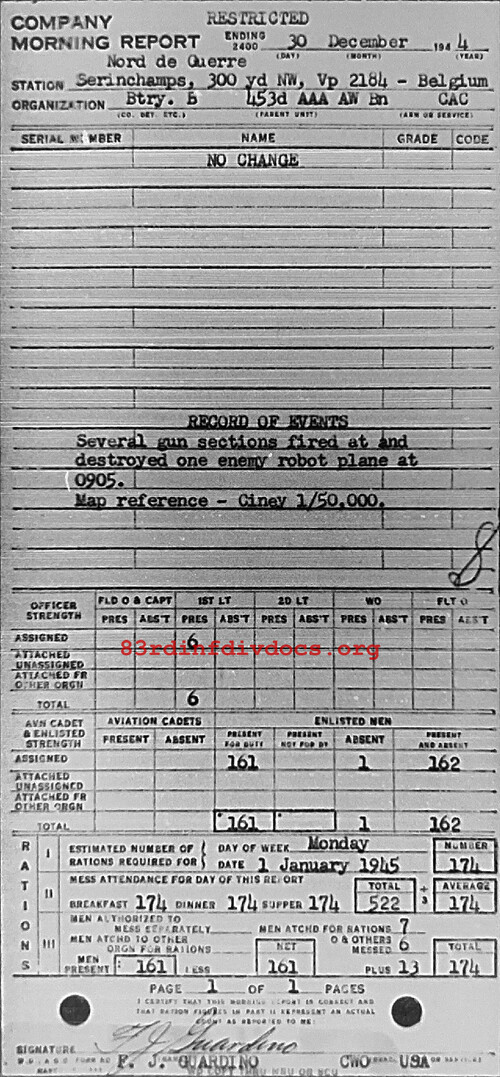 COMPANY RESTRICTED
MORNING REPORT ENDING 2400 30 December 1944
(DAY) (MONTH) (YEAR)
Nord de Guerre
STATION Serinchamps, 300 yd NW, Vp 2184 - Belgium
ORGANIZATION Btry. B 453d AAA AW Bn CAC
(CO. DET. ETC.) (PARENT UNIT) (ARM OR SERVICE)
SERIAL NUMBER NAME GRADE CODE
NO CHANGE
RECORD OF EVENTS
Several gun sections fired at and
destroyed one enemy robot plane at
0905.
Map reference - Ciney 1/50,000.
OFFICER STRENGTH FLD O & CAPT 1ST LT 2D LT WO FLT O
PRES ABS'T PRES ABS'T PRES ABS'T PRES ABS'T PRES ABS'T
ASSIGNED 6
83rdinfdivdocs.org
ATTACHED UNASSIGNED
ATTACHED FR OTHER ORGN
TOTAL 6
AVN CADET & ENLISTED STRENGTH AVIATION CADETS ENLISTED MEN
PRESENT ABSENT PRESENT FOR DUTY PRESENT NOT FOR DY ABSENT PRESENT AND ABSENT
ASSIGNED 161 1 162
ATTACHED UNASSIGNED
ATTACHED FR OTHER ORGN
TOTAL 161 1 162
RATIONS
I ESTIMATED NUMBER OF RATIONS REQUIRED FOR DAY OF WEEK Monday NUMBER
DATE 1 January 1945 174
II MESS ATTENDANCE FOR DAY OF THIS REPORT TOTAL ÷ 3 AVERAGE
BREAKFAST 174 DINNER 174 SUPPER 174 522 174
III MEN AUTHORIZED TO MESS SEPARATELY MEN ATCHD FOR RATIONS 7
MEN ATCHD TO OTHER ORGN FOR RATIONS NET O & OTHERS MESSED 6 TOTAL
MEN PRESENT 161 LESS 161 PLUS 13 174
PAGE 1 OF 1 PAGES
I CERTIFY THAT THIS MORNING REPORT IS CORRECT AND
THAT RATION FIGURES IN PART II REPRESENT AN ACTUAL
COUNT AS REPORTED TO ME:
SIGNATURE F. J. Guardino
F. J. GUARDINO CWO USA